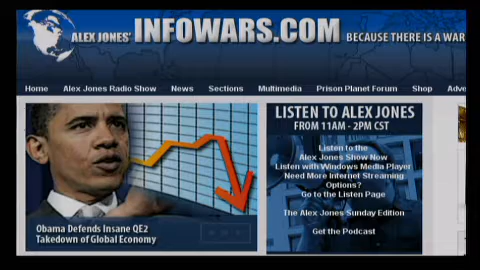 ALEX JONES' INFOWARS.COM BECAUSE THERE IS A WAR
Home Alex Jones Radio Show News Sections Multimedia Prison Planet Forum Shop Adve
LISTEN TO ALEX JONES
FROM 11AM - 2PM CST
Listen to the
Alex Jones Show Now
Listen with Windows Media Player
Need More Internet Streaming
Options?
Go to the Listen Page
The Alex Jones Sunday Edition
Get the Podcast
Obama Defends Insane QE2
Takedown of Global Economy